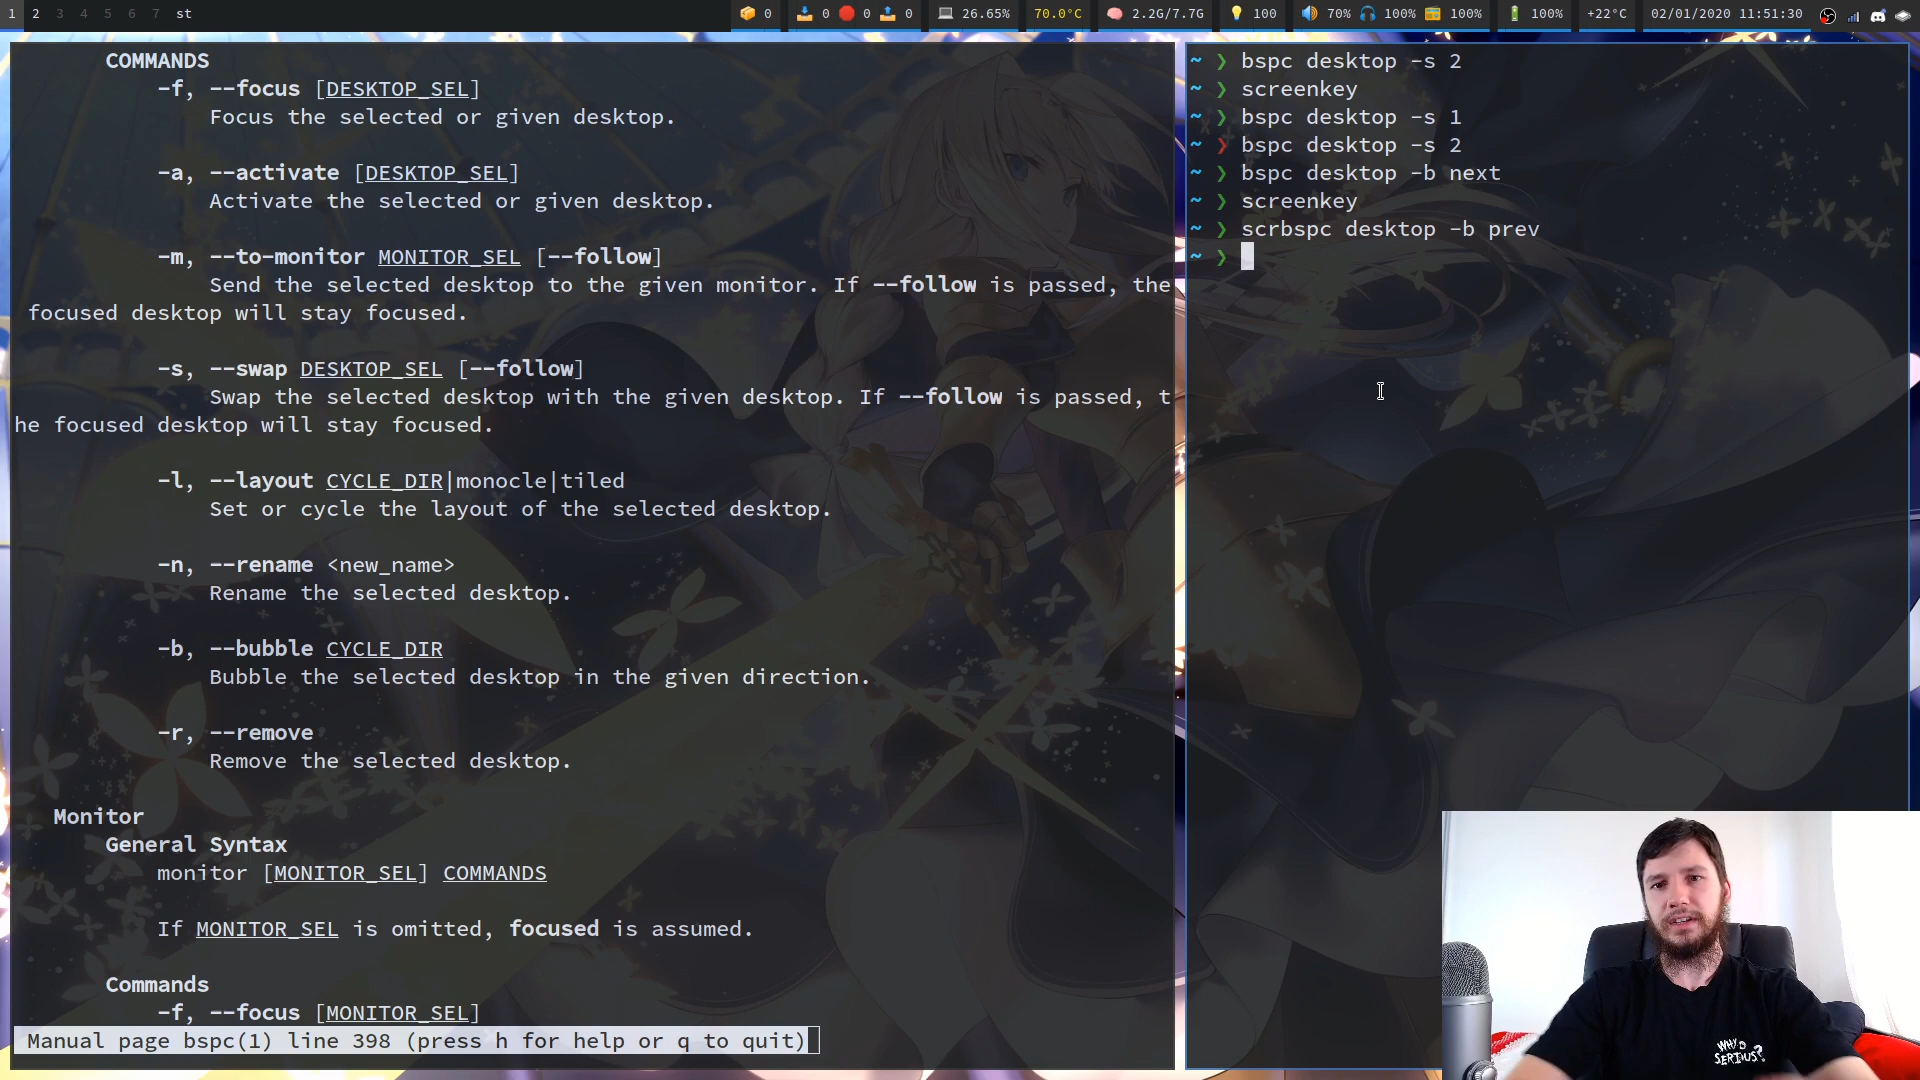 1 2 3 4 5 6 7 st 0 0 0 0 26.65% 70.0°C 2.2G/7.7G 100 70% 100% 100% 100% +22°C 02/01/2020 11:51:30
COMMANDS
-f, --focus [DESKTOP_SEL]
Focus the selected or given desktop.
-a, --activate [DESKTOP_SEL]
Activate the selected or given desktop.
-m, --to-monitor MONITOR_SEL [--follow]
Send the selected desktop to the given monitor. If --follow is passed, the
focused desktop will stay focused.
-s, --swap DESKTOP_SEL [--follow]
Swap the selected desktop with the given desktop. If --follow is passed, t
he focused desktop will stay focused.
-l, --layout CYCLE_DIR|monocle|tiled
Set or cycle the layout of the selected desktop.
-n, --rename <new_name>
Rename the selected desktop.
-b, --bubble CYCLE_DIR
Bubble the selected desktop in the given direction.
-r, --remove
Remove the selected desktop.
Monitor
General Syntax
monitor [MONITOR_SEL] COMMANDS
If MONITOR_SEL is omitted, focused is assumed.
Commands
-f, --focus [MONITOR_SEL]
Manual page bspc(1) line 398 (press h for help or q to quit)
~ ❯ bspc desktop -s 2
~ ❯ screenkey
~ ❯ bspc desktop -s 1
~ ❯ bspc desktop -s 2
~ ❯ bspc desktop -b next
~ ❯ screenkey
~ ❯ scrbspc desktop -b prev
~ ❯
WHY SO
SERIOUS?